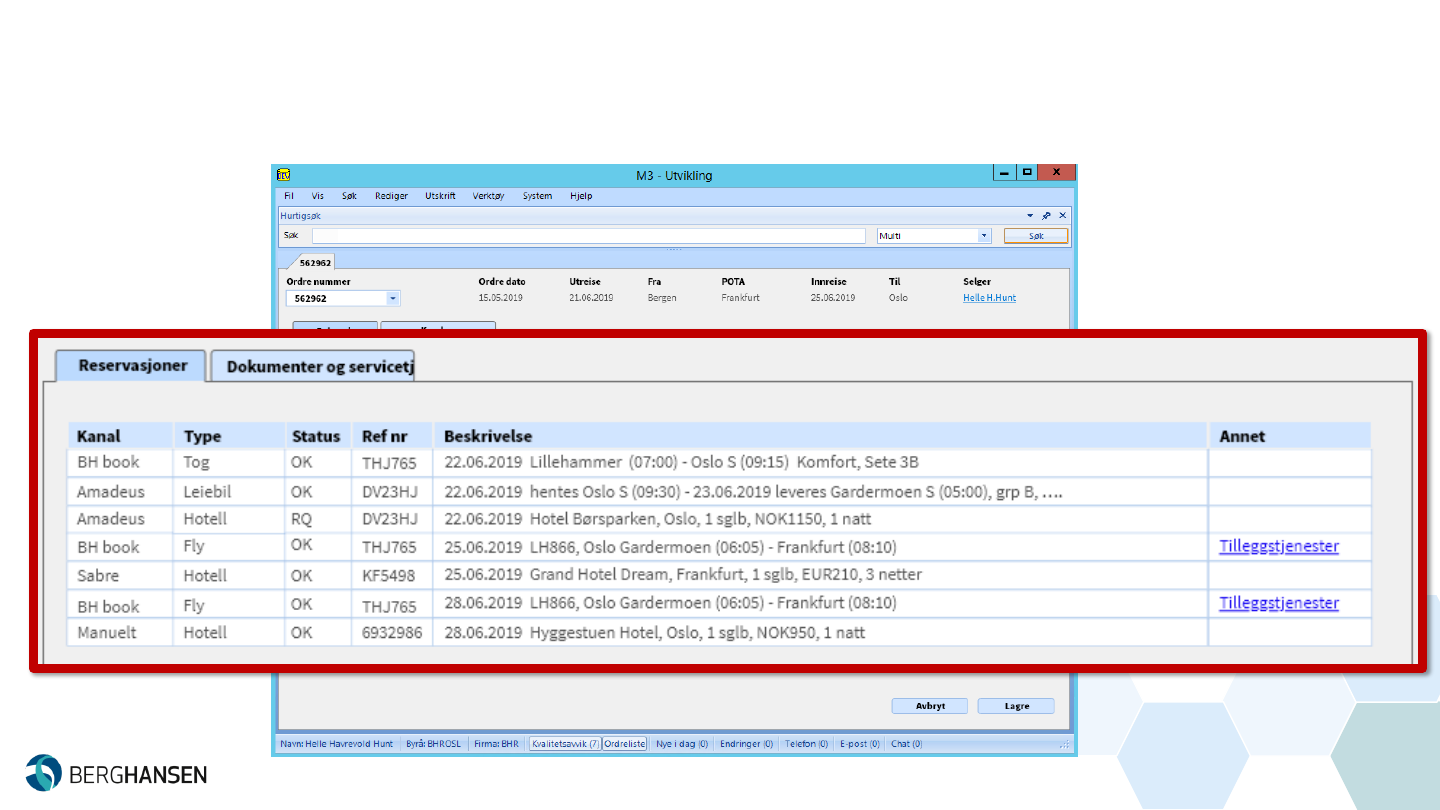 M3 - Utvikling
Fil Vis Søk Rediger Utskrift Verktøy System Hjelp
Hurtigsøk
Søk Multi Søk
562962
Ordre nummer Ordre dato Utreise Fra POTA Innreise Til Selger
562962 15.05.2019 21.06.2019 Bergen Frankfurt 25.06.2019 Oslo Helle H.Hunt
Reservasjoner Dokumenter og servicetj
Kanal Type Status Ref nr Beskrivelse Annet
BH book Tog OK THJ765 22.06.2019 Lillehammer (07:00) - Oslo S (09:15) Komfort, Sete 3B
Amadeus Leiebil OK DV23HJ 22.06.2019 hentes Oslo S (09:30) - 23.06.2019 leveres Gardermoen S (05:00), grp B, ....
Amadeus Hotell RQ DV23HJ 22.06.2019 Hotel Børsparken, Oslo, 1 sglb, NOK1150, 1 natt
BH book Fly OK THJ765 25.06.2019 LH866, Oslo Gardermoen (06:05) - Frankfurt (08:10) Tilleggstjenester
Sabre Hotell OK KF5498 25.06.2019 Grand Hotel Dream, Frankfurt, 1 sglb, EUR210, 3 netter
BH book Fly OK THJ765 28.06.2019 LH866, Oslo Gardermoen (06:05) - Frankfurt (08:10) Tilleggstjenester
Manuelt Hotell OK 6932986 28.06.2019 Hyggestuen Hotel, Oslo, 1 sglb, NOK950, 1 natt
Avbryt Lagre
Navn: Helle Havrevold Hunt Byrå: BHROSL Firma: BHR Kvalitetsavvik (7) Ordreliste Nye i dag (0) Endringer (0) Telefon (0) E-post (0) Chat (0)
BERGHANSEN